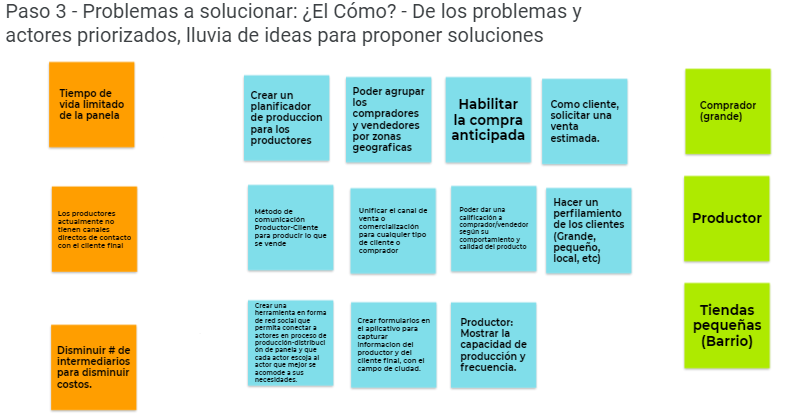 Paso 3 - Problemas a solucionar: ¿El Cómo? - De los problemas y
actores priorizados, lluvia de ideas para proponer soluciones
Tiempo de
vida limitado
de la panela
Crear un
planificador
de produccion
para los
productores
Poder agrupar
los
compradores
y vendedores
por zonas
geograficas
Habilitar
la compra
anticipada
Como cliente,
solicitar una
venta
estimada.
Comprador
(grande)
Los productores
actualmente no
tienen canales
directos de contacto
con el cliente final
Método de
comunicación
Productor-Cliente
para producir lo que
se vende
Unificar el canal de
venta o
comercialización
para cualquier tipo
de cliente o
comprador
Poder dar una
calificación a
comprador/vendedor
según su
comportamiento y
calidad del producto
Hacer un
perfilamiento
de los clientes
(Grande,
pequeño,
local, etc)
Productor
Disminuir # de
intermediarios
para disminuir
costos.
Crear una
herramienta en forma
de red social que
permita conectar a
actores en proceso de
producción-distribuci
ón de panela y que
cada actor escoja al
actor que mejor se
acomode a sus
necesidades.
Crear formularios en
el aplicativo para
capturar
informacion del
productor y del
cliente final, con el
campo de ciudad.
Productor:
Mostrar la
capacidad de
producción y
frecuencia.
Tiendas
pequeñas
(Barrio)